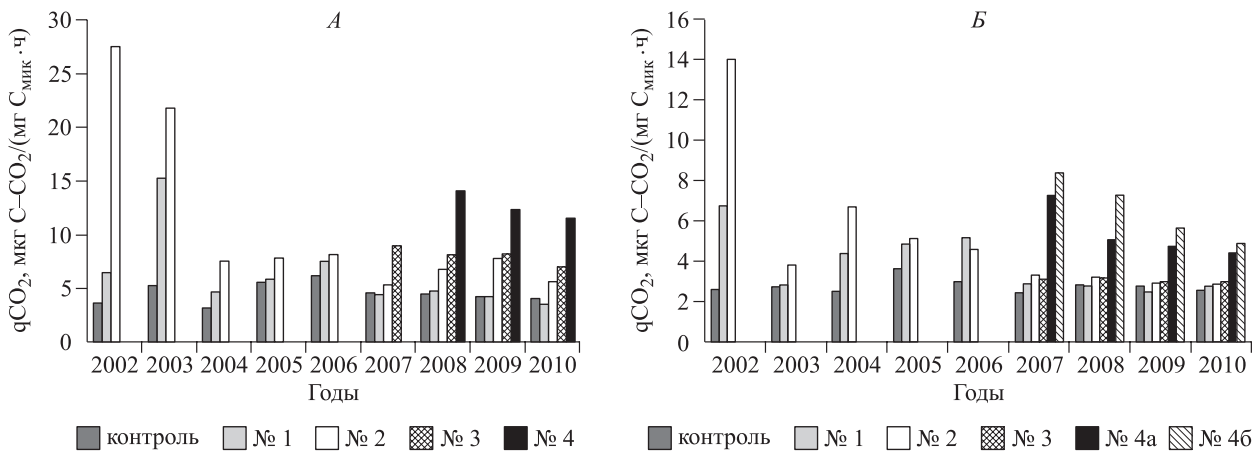 А
qCO2, мкг C–CO2/(мг Cмик·ч)
30
25
20
15
10
5
0
2002 2003 2004 2005 2006 2007 2008 2009 2010
Годы
контроль № 1 № 2 № 3 № 4
Б
qCO2, мкг C–CO2/(мг Cмик·ч)
16
14
12
10
8
6
4
2
0
2002 2003 2004 2005 2006 2007 2008 2009 2010
Годы
контроль № 1 № 2 № 3 № 4а № 4б